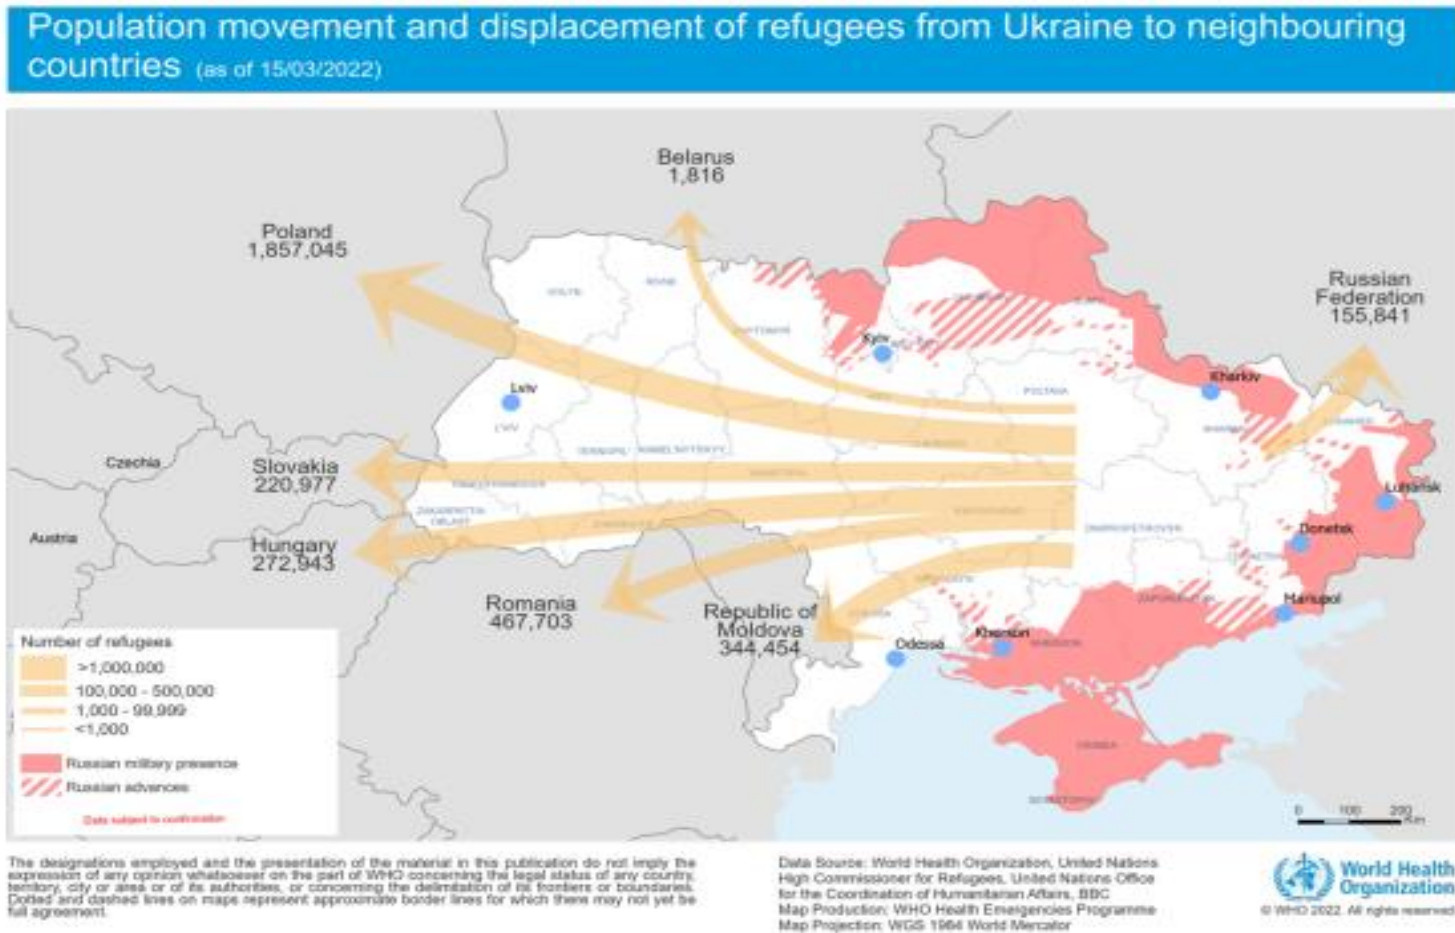 Population movement and displacement of refugees from Ukraine to neighbouring
countries (as of 15/03/2022)
Belarus
1,816
Poland
1,857,045
Russian
Federation
155,841
Kyiv
Kharkiv
Lviv
POLTAVA
L'VIV
Czechia
Slovakia
220,977
Luhansk
ZAKARPATTIA
OBLAST
Austria
Donetsk
Hungary
272,943
Romania
467,703
Republic of
Moldova
344,454
Mariupol
Kherson
Odessa
Number of refugees
>1,000,000
100,000 - 500,000
1,000 - 99,999
<1,000
Russian military presence
Russian advances
Data subject to confirmation
0 100 200
Km
The designations employed and the presentation of the material in this publication do not imply the
expression of any opinion whatsoever on the part of WHO concerning the legal status of any country,
territory, city or area or of its authorities, or concerning the delimitation of its frontiers or boundaries.
Dotted and dashed lines on maps represent approximate border lines for which there may not yet be
full agreement.
Data Source: World Health Organization, United Nations
High Commissioner for Refugees, United Nations Office
for the Coordination of Humanitarian Affairs, BBC
Map Production: WHO Health Emergencies Programme
Map Projection: WGS 1984 World Mercator
World Health
Organization
© WHO 2022. All rights reserved